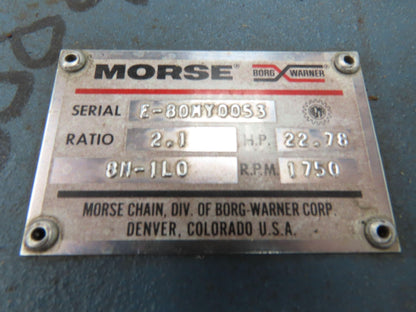 MORSE® BORG WARNER
SERIAL E-80MY0053
RATIO 2.1 H.P. 22.78
8M-1LO R.P.M. 1750
MORSE CHAIN, DIV. OF BORG-WARNER CORP.
DENVER, COLORADO U.S.A.